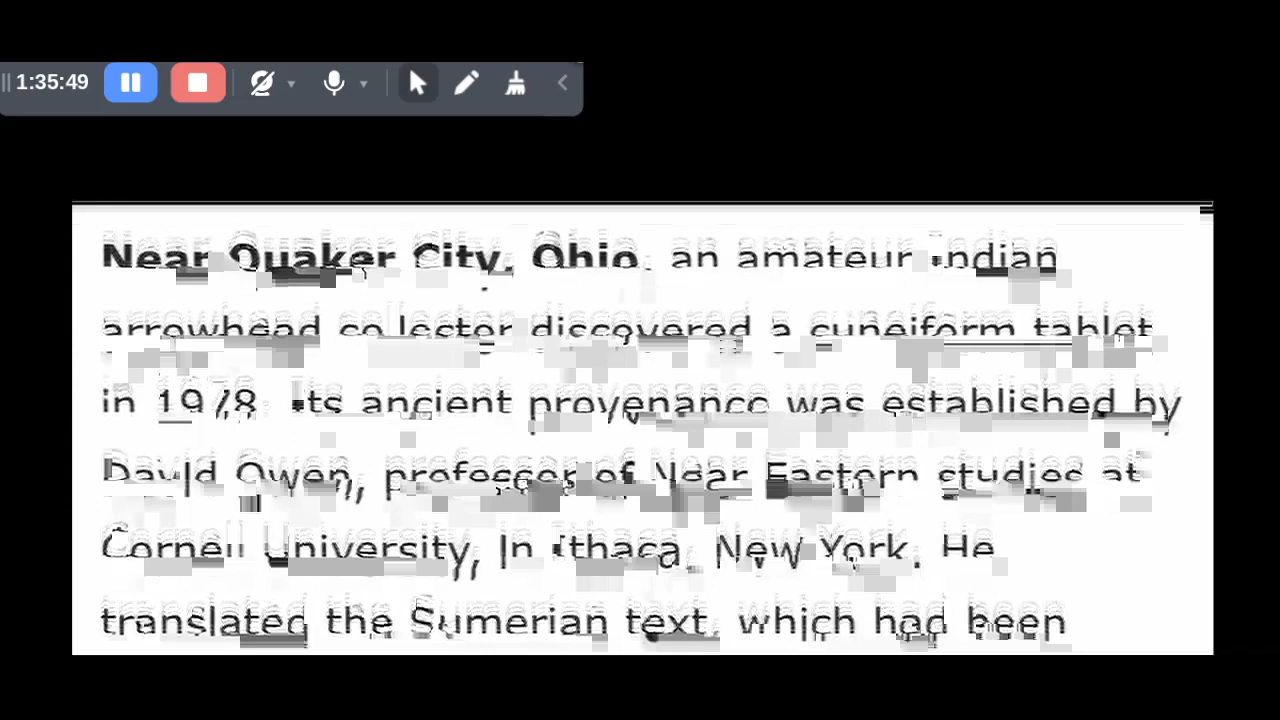 1:35:49
Near Quaker City, Ohio, an amateur Indian
arrowhead collector discovered a cuneiform tablet
in 1978. Its ancient provenance was established by
David Owen, professor of Near Eastern studies at
Cornell University, in Ithaca, New York. He
translated the Sumerian text, which had been